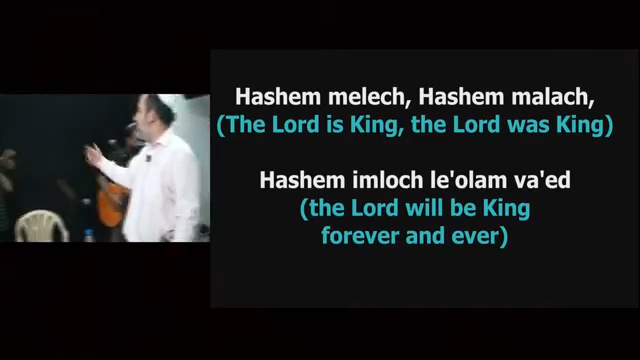 Hashem melech, Hashem malach,
(The Lord is King, the Lord was King)
Hashem imloch le'olam va'ed
(the Lord will be King
forever and ever)